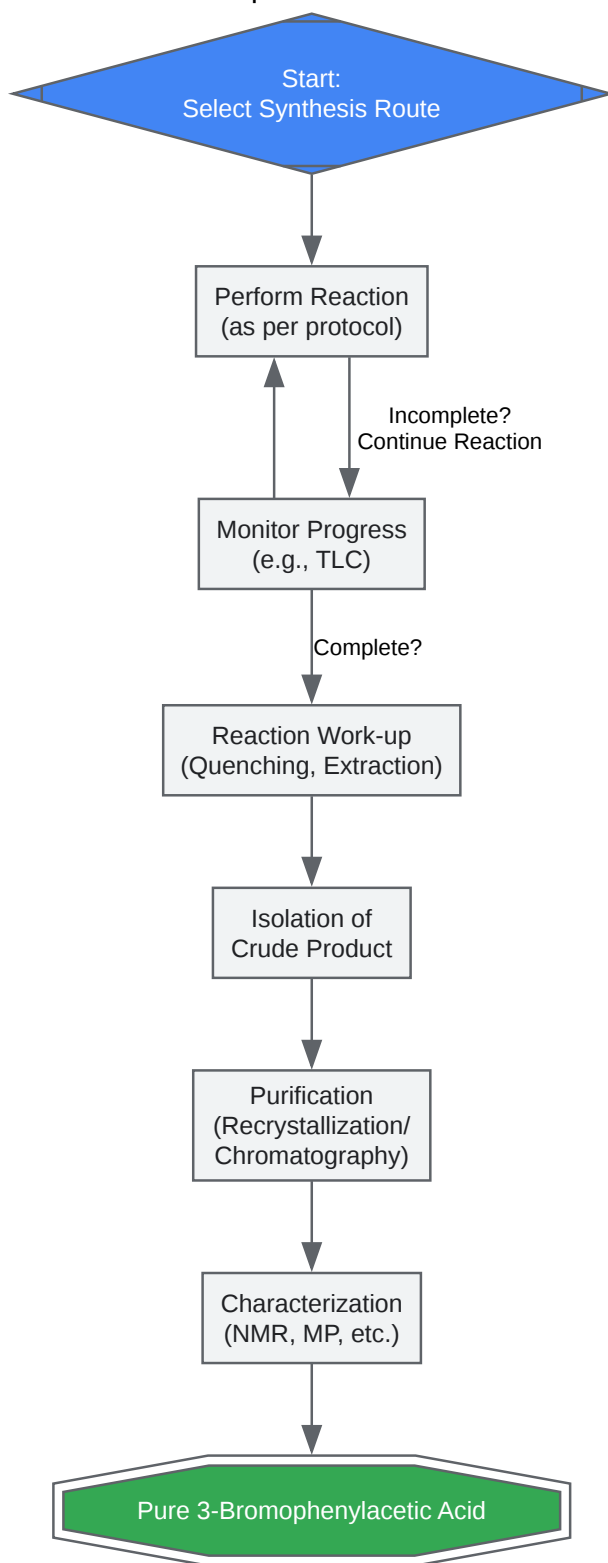 Start:
Select Synthesis Route
Perform Reaction
(as per protocol)
Incomplete?
Continue Reaction
Monitor Progress
(e.g., TLC)
Complete?
Reaction Work-up
(Quenching, Extraction)
Isolation of
Crude Product
Purification
(Recrystallization/
Chromatography)
Characterization
(NMR, MP, etc.)
Pure 3-Bromophenylacetic Acid